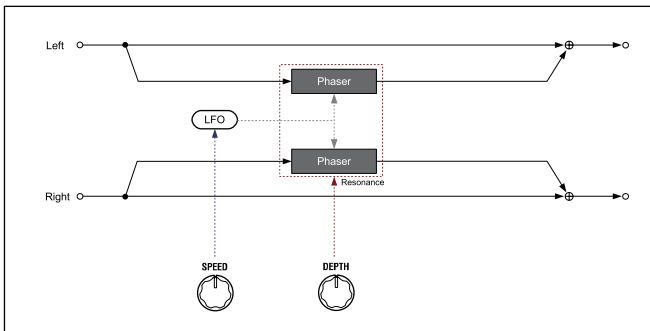 Left
Phaser
LFO
Phaser
Resonance
Right
SPEED DEPTH